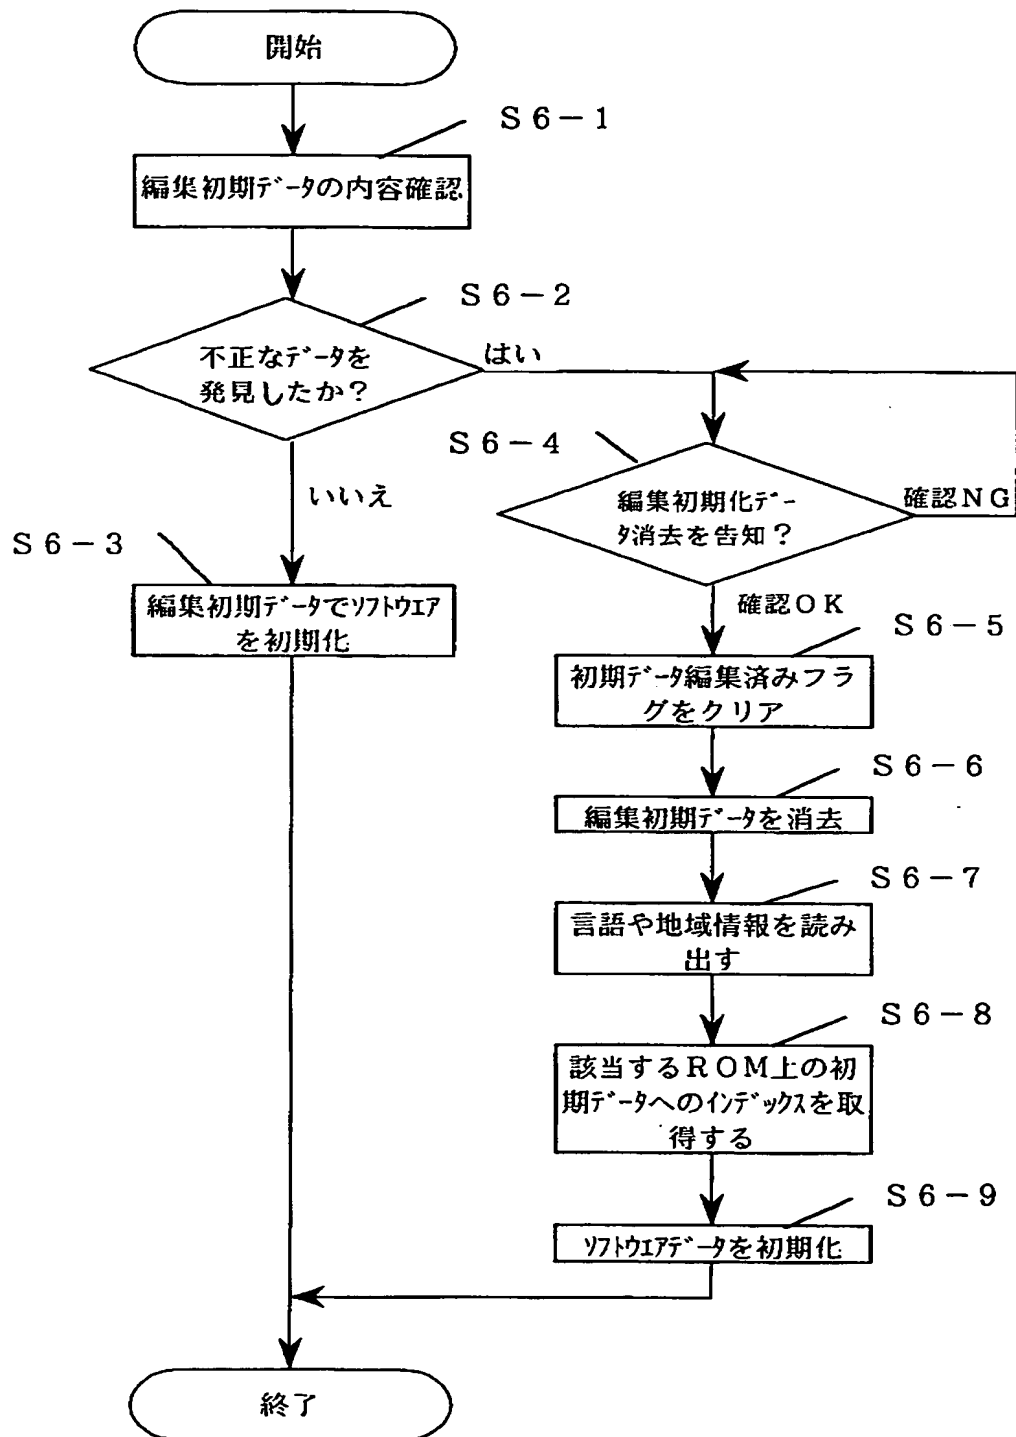 開始
S6-1
編集初期データの内容確認
S6-2
不正なデータを
発見したか?
はい
S6-4
編集初期化デー
タ消去を告知?
確認NG
いいえ
S6-3
編集初期データでソフトウエア
を初期化
確認OK
S6-5
初期データ編集済みフラ
グをクリア
S6-6
編集初期データを消去
S6-7
言語や地域情報を読み
出す
S6-8
該当するROM上の初
期データへのインデックスを取
得する
S6-9
ソフトウエアデータを初期化
終了